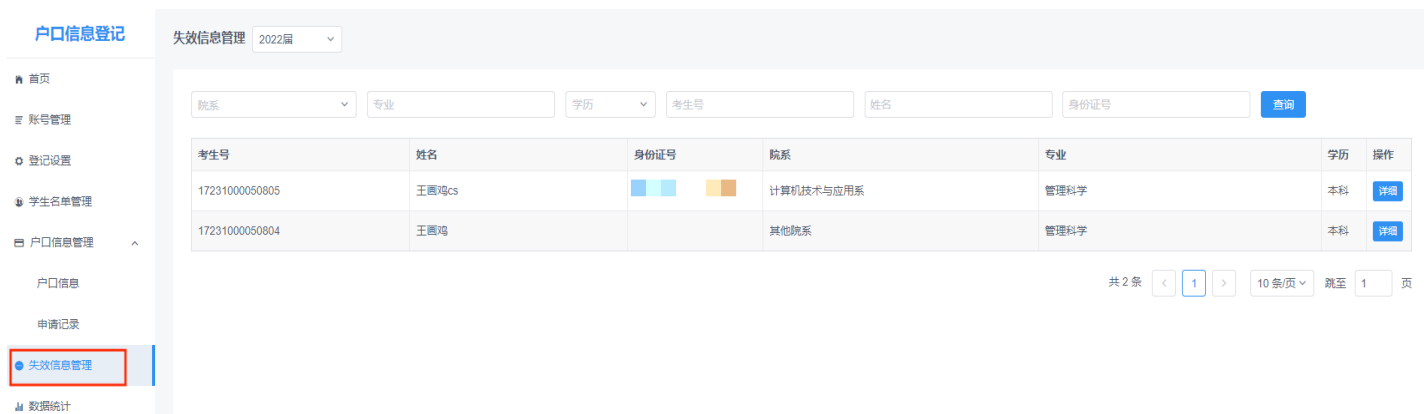 户口信息登记
首页
账号管理
登记设置
学生名单管理
户口信息管理
户口信息
申请记录
失效信息管理
数据统计
失效信息管理 2022届
院系 专业 学历 考生号 姓名 身份证号 查询
考生号 姓名 身份证号 院系 专业 学历 操作
17231000050805 王画鸡cs 计算机技术与应用系 管理科学 本科 详细
17231000050804 王画鸡 其他院系 管理科学 本科 详细
共 2 条 < 1 > 10 条/页 跳至 1 页